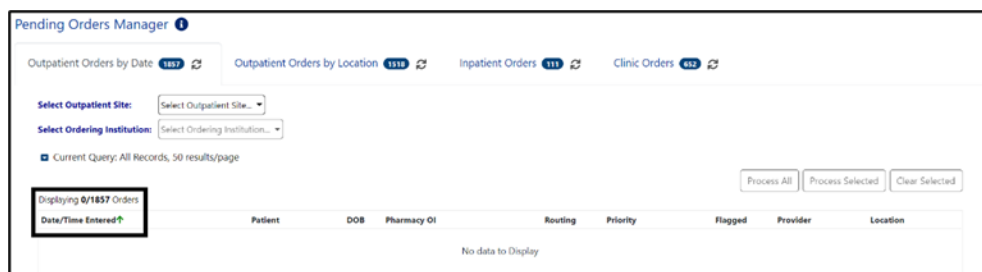 Pending Orders Manager i
Outpatient Orders by Date 1857 Outpatient Orders by Location 1518 Inpatient Orders 111 Clinic Orders 652
Select Outpatient Site: Select Outpatient Site...
Select Ordering Institution: Select Ordering Institution...
Current Query: All Records, 50 results/page
Process All Process Selected Clear Selected
Displaying 0/1857 Orders
Date/Time Entered Patient DOB Pharmacy OI Routing Priority Flagged Provider Location
No data to Display